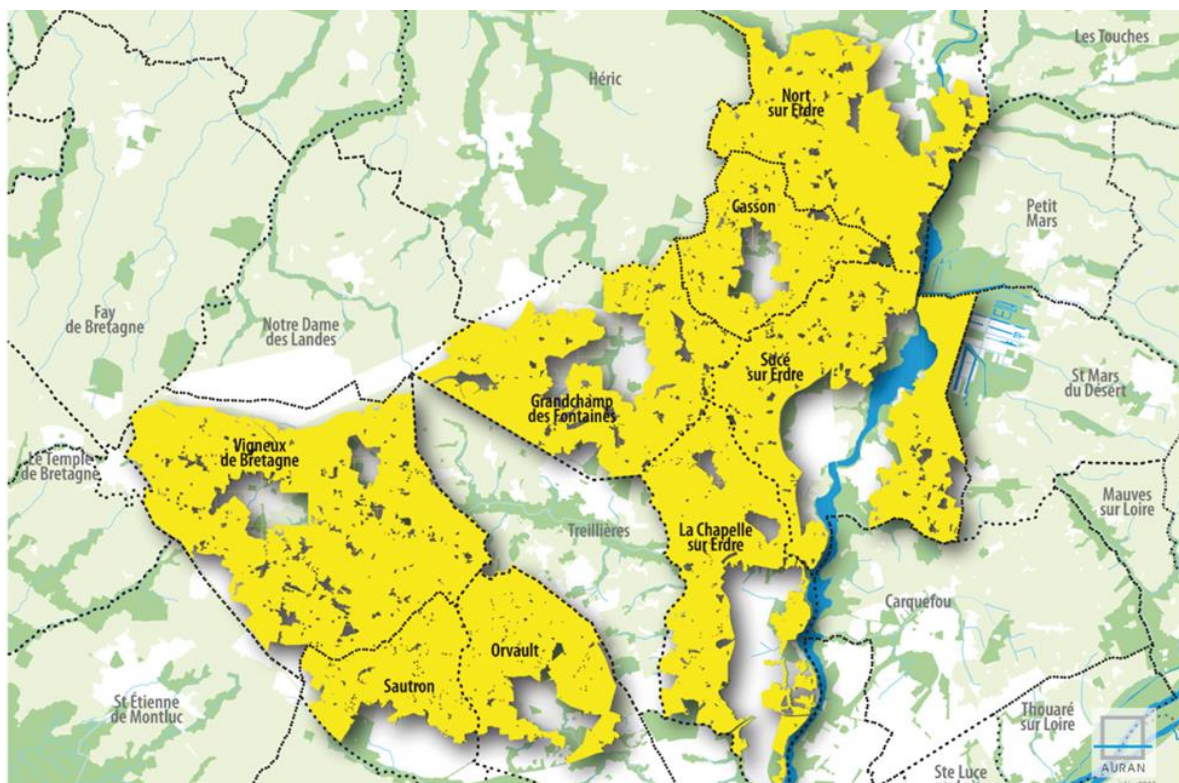 Les Touches
Héric
Nort
sur Erdre
Casson
Petit
Mars
Fay
de Bretagne
Notre Dame
des Landes
Sucé
sur Erdre
St Mars
du Désert
Grandchamp
des Fontaines
Vigneux
de Bretagne
Le Temple
de Bretagne
Mauves
sur Loire
Treillières
La Chapelle
sur Erdre
Carquefou
Orvault
Sautron
St Étienne
de Montluc
Thouaré
sur Loire
AURAN
Ste Luce